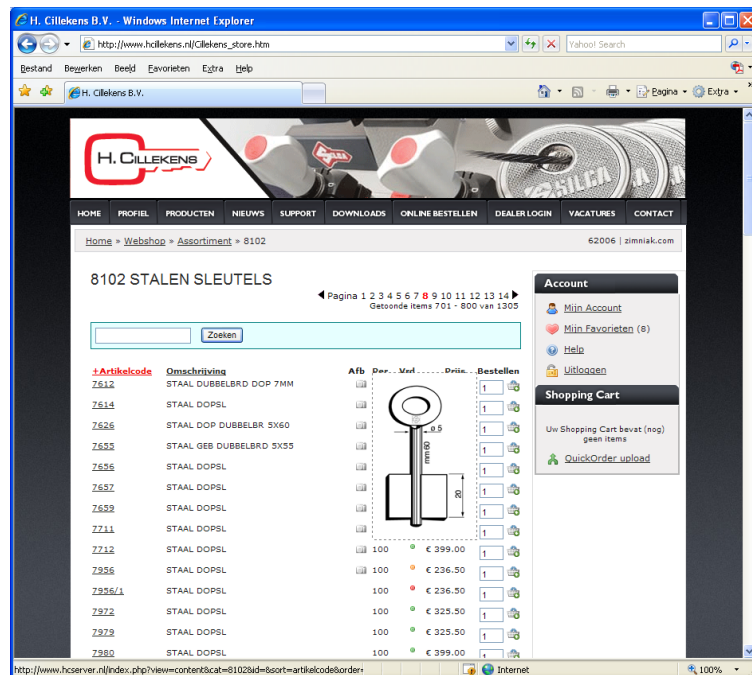 H. Cillekens B.V. - Windows Internet Explorer
http://www.hcillekens.nl/Cillekens_store.htm
Yahoo! Search
Bestand Bewerken Beeld Favorieten Extra Help
H. Cillekens B.V.
Pagina Extra
H. CILLEKENS
SILCA
HOME PROFIEL PRODUCTEN NIEUWS SUPPORT DOWNLOADS ONLINE BESTELLEN DEALER LOGIN VACATURES CONTACT
Home » Webshop » Assortiment » 8102
62006 | zimniak.com
8102 STALEN SLEUTELS
Pagina 1 2 3 4 5 6 7 8 9 10 11 12 13 14
Getoonde items 701 - 800 van 1305
Zoeken
+Artikelcode Omschrijving Afb Per Vrd Prijs Bestellen
7612 STAAL DUBBELBRD DOP 7MM 1
7614 STAAL DOPSL 1
7626 STAAL DOP DUBBELBR 5X60 1
7655 STAAL GEB DUBBELBRD 5X55 1
7656 STAAL DOPSL 1
7657 STAAL DOPSL 1
7659 STAAL DOPSL 1
7711 STAAL DOPSL 1
7712 STAAL DOPSL 100 € 399.00 1
7956 STAAL DOPSL 100 € 236.50 1
7956/1 STAAL DOPSL 100 € 236.50 1
7972 STAAL DOPSL 100 € 325.50 1
7979 STAAL DOPSL 100 € 325.50 1
7980 STAAL DOPSL 100 € 399.00 1
ø 5
mm 60
20
Account
Mijn Account
Mijn Favorieten (8)
Help
Uitloggen
Shopping Cart
Uw Shopping Cart bevat (nog)
geen items
QuickOrder upload
http://www.hcserver.nl/index.php?view=content&cat=8102&id=&sort=artikelcode&order=
Internet
100%